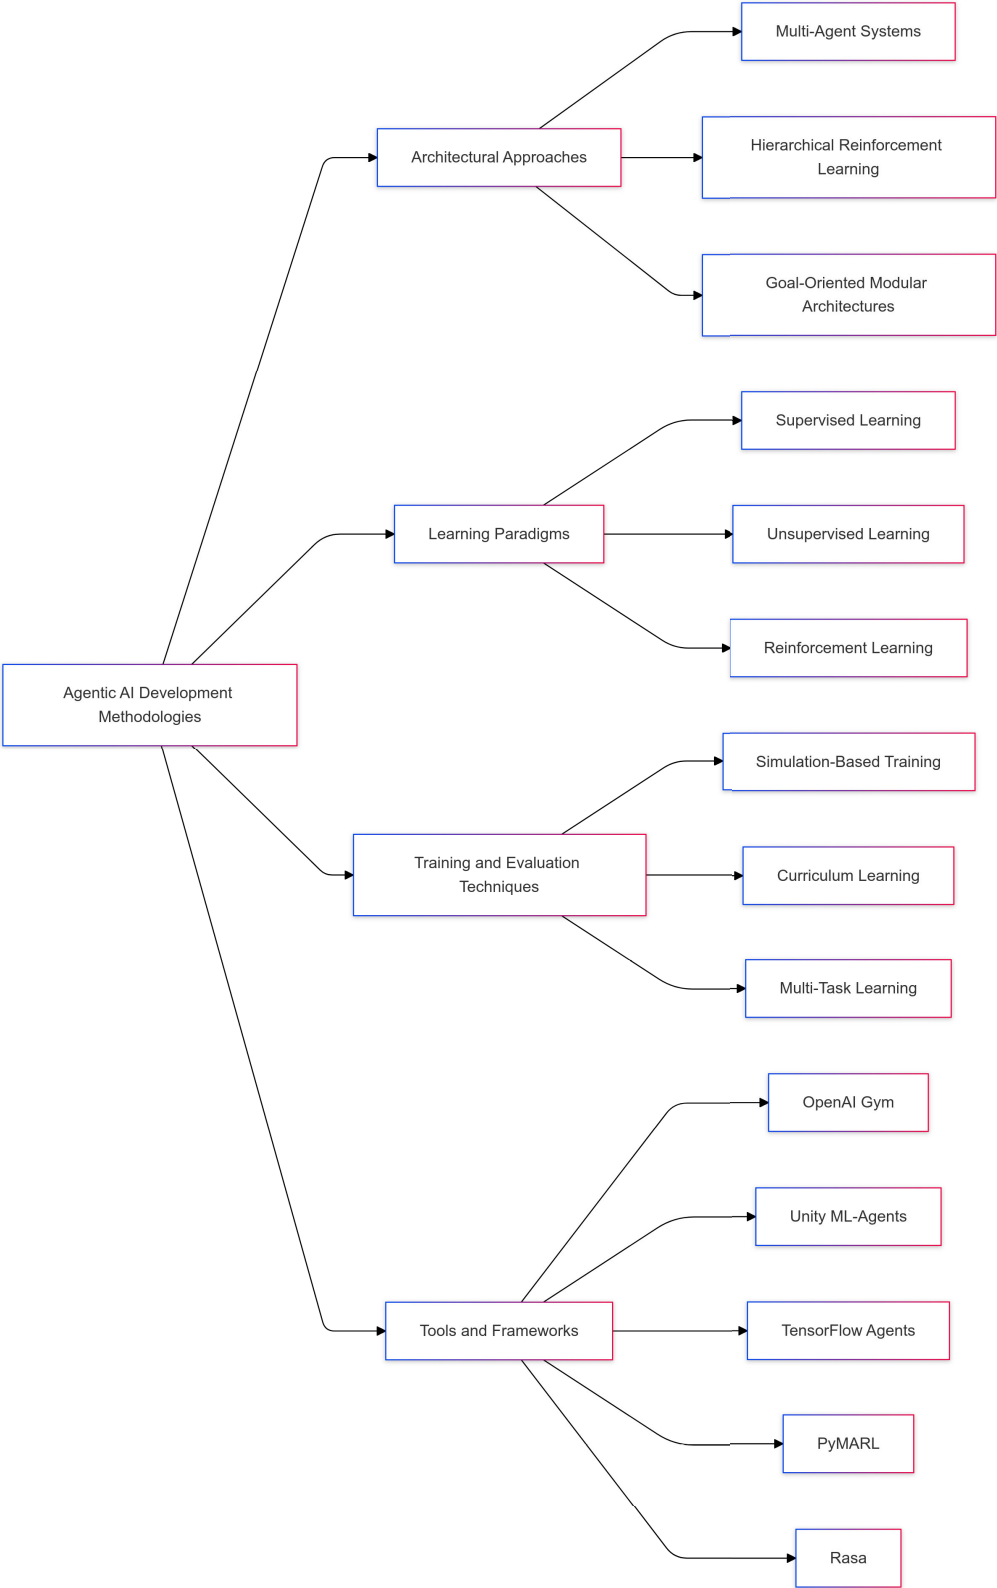 Multi-Agent Systems
Architectural Approaches
Hierarchical Reinforcement
Learning
Goal-Oriented Modular
Architectures
Supervised Learning
Learning Paradigms
Unsupervised Learning
Reinforcement Learning
Agentic AI Development
Methodologies
Simulation-Based Training
Training and Evaluation
Techniques
Curriculum Learning
Multi-Task Learning
OpenAI Gym
Unity ML-Agents
Tools and Frameworks
TensorFlow Agents
PyMARL
Rasa